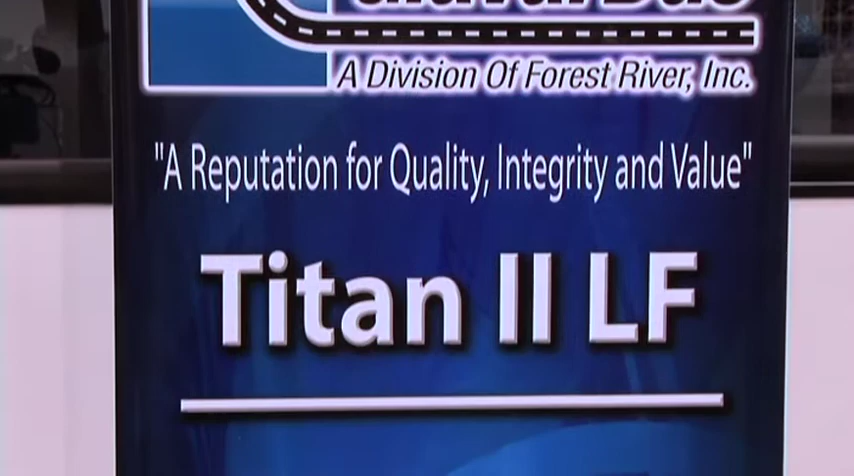 A Division Of Forest River, Inc.
"A Reputation for Quality, Integrity and Value"
Titan II LF